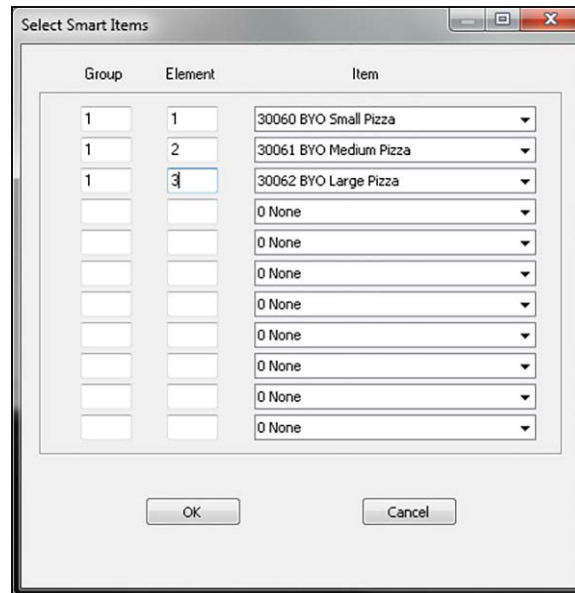 Select Smart Items
Group Element Item
1 1 30060 BYO Small Pizza
1 2 30061 BYO Medium Pizza
1 3 30062 BYO Large Pizza
0 None
0 None
0 None
0 None
0 None
0 None
0 None
0 None
OK Cancel